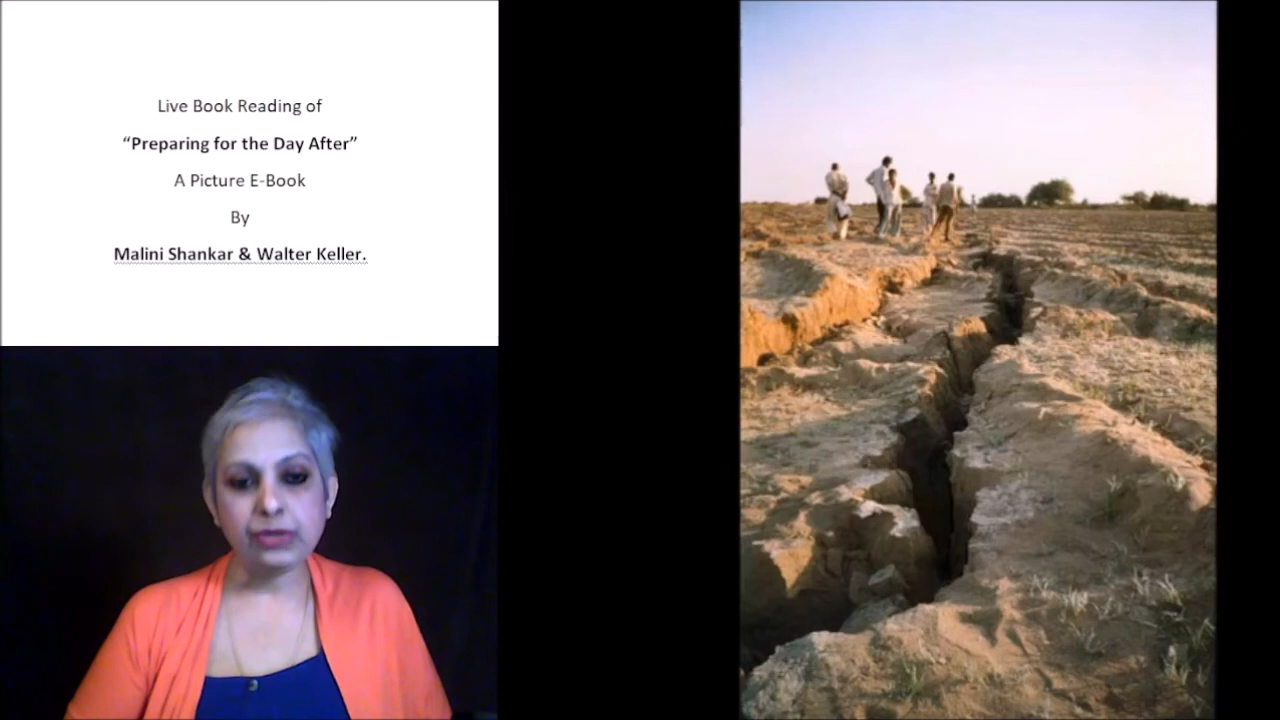 Live Book Reading of
“Preparing for the Day After”
A Picture E-Book
By
Malini Shankar & Walter Keller.